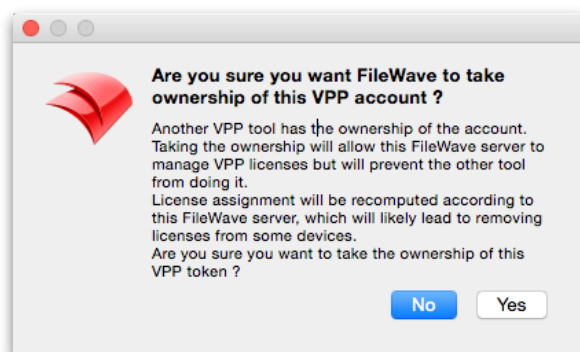 Are you sure you want FileWave to take
ownership of this VPP account ?
Another VPP tool has the ownership of the account.
Taking the ownership will allow this FileWave server to
manage VPP licenses but will prevent the other tool
from doing it.
License assignment will be recomputed according to
this FileWave server, which will likely lead to removing
licenses from some devices.
Are you sure you want to take the ownership of this
VPP token ?
No Yes